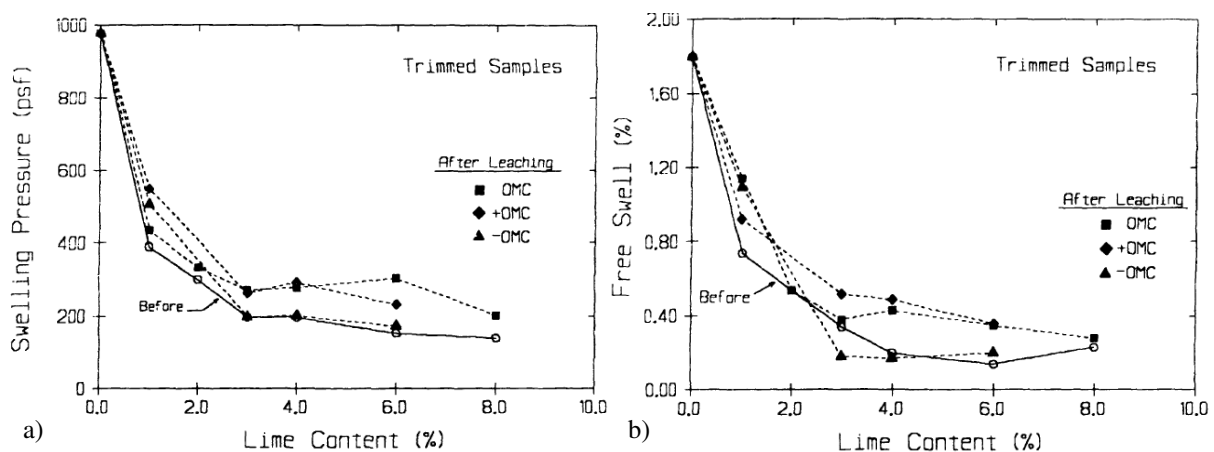 1000
800
600
400
200
0
0.0 2.0 4.0 6.0 8.0 10.0
Swelling Pressure (psf)
Lime Content (%)
Trimmed Samples
After Leaching
OMC
+OMC
-OMC
Before
a)
2.00
1.60
1.20
0.80
0.40
0.00
0.0 2.0 4.0 6.0 8.0 10.0
Free Swell (%)
Lime Content (%)
Trimmed Samples
After Leaching
OMC
+OMC
-OMC
Before
b)